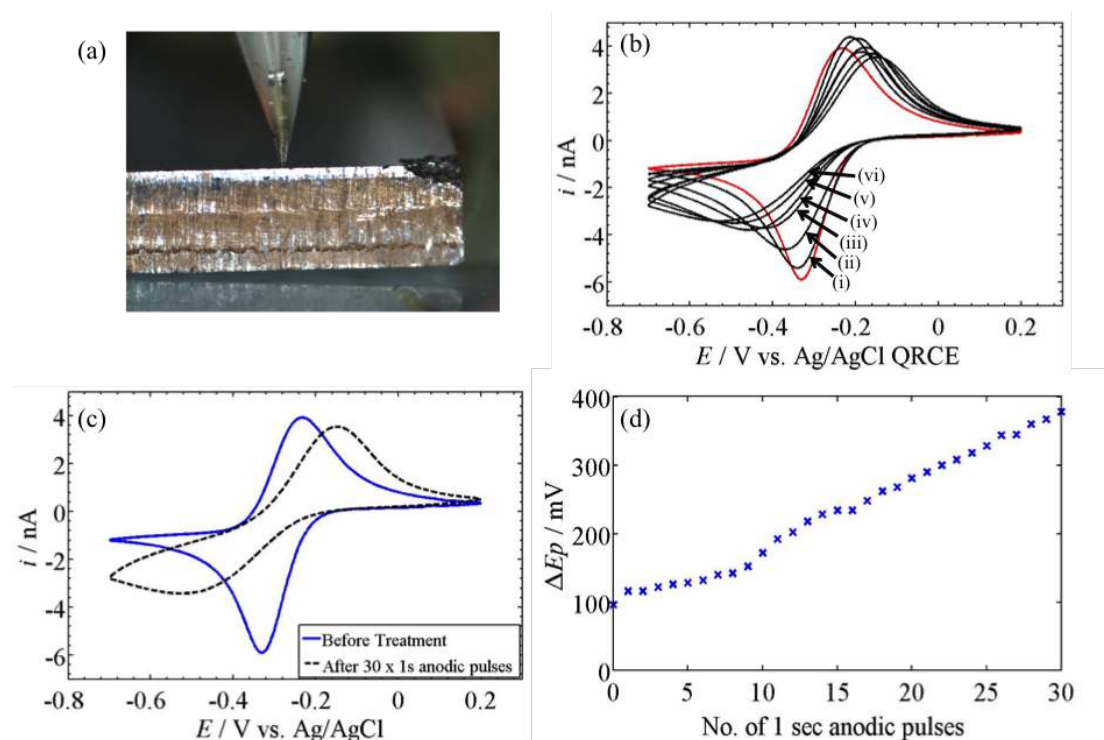 (a)
(b)
4
2
0
-2
-4
-6
i / nA
(vi)
(v)
(iv)
(iii)
(ii)
(i)
-0.8 -0.6 -0.4 -0.2 0 0.2
E / V vs. Ag/AgCl QRCE
(c)
4
2
0
-2
-4
-6
i / nA
Before Treatment
After 30 x 1s anodic pulses
-0.8 -0.6 -0.4 -0.2 0 0.2
E / V vs. Ag/AgCl
(d)
400
300
200
100
0
ΔEp / mV
0 5 10 15 20 25 30
No. of 1 sec anodic pulses